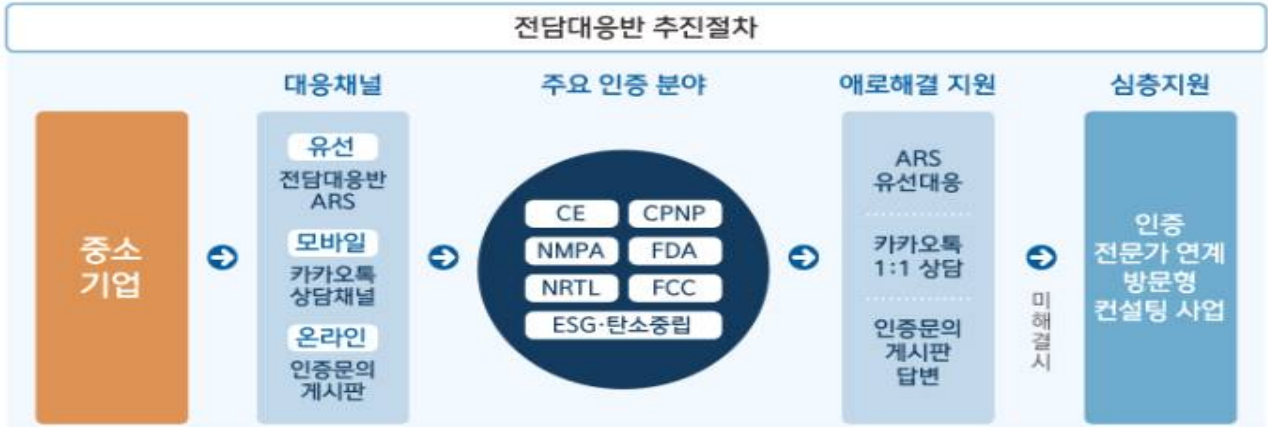 전담대응반 추진절차
대응채널
주요 인증 분야
애로해결 지원
심층지원
중소
기업
유선
전담대응반
ARS
모바일
카카오톡
상담채널
온라인
인증문의
게시판
CE
CPNP
NMPA
FDA
NRTL
FCC
ESG·탄소중립
ARS
유선대응
카카오톡
1:1 상담
인증문의
게시판
답변
미해결시
인증
전문가 연계
방문형
컨설팅 사업